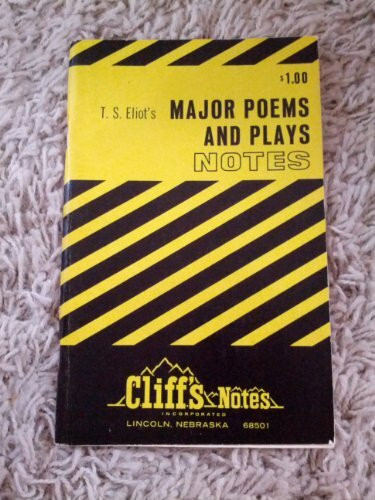 $1.00
T. S. Eliot's MAJOR POEMS
AND PLAYS
NOTES
Cliff's Notes
INCORPORATED
LINCOLN, NEBRASKA 68501